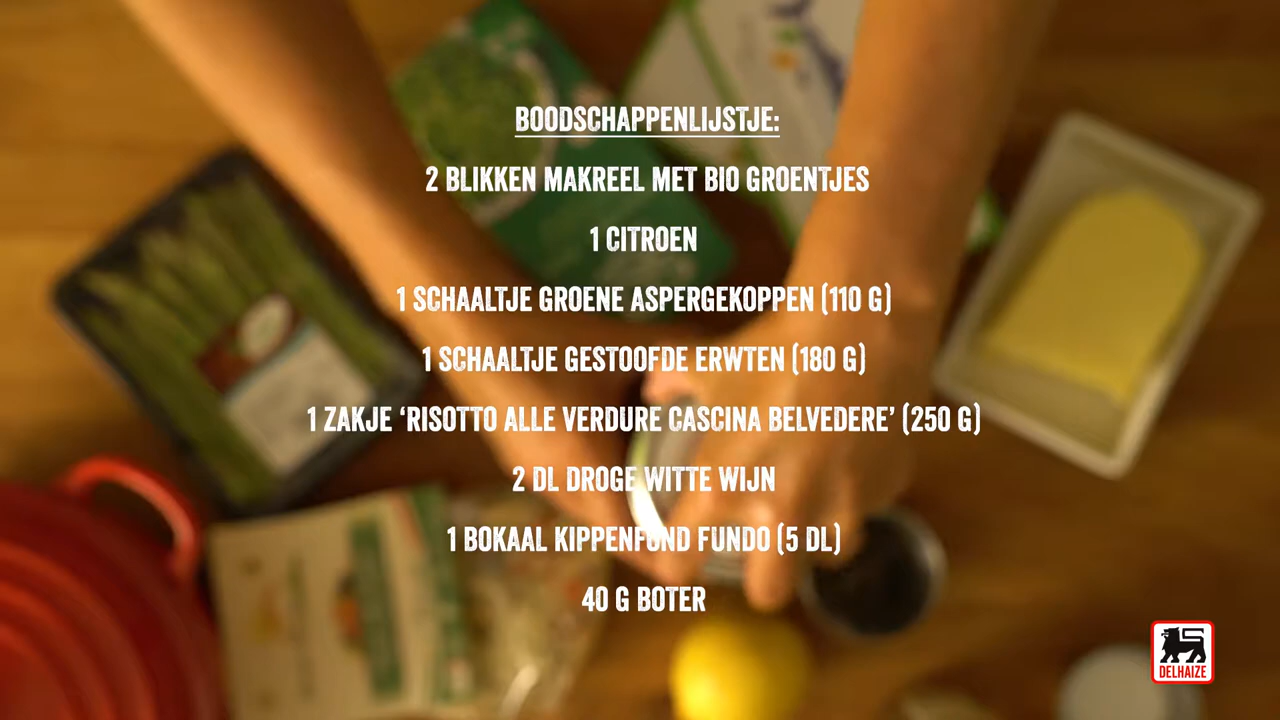 BOODSCHAPPENLIJSTJE:
2 BLIKKEN MAKREEL MET BIO GROENTJES
1 CITROEN
1 SCHAALTJE GROENE ASPERGEKOPPEN (110 G)
1 SCHAALTJE GESTOOFDE ERWTEN (180 G)
1 ZAKJE ‘RISOTTO ALLE VERDURE CASCINA BELVEDERE’ (250 G)
2 DL DROGE WITTE WIJN
1 BOKAAL KIPPENFOND FUNDO (5 DL)
40 G BOTER
DELHAIZE